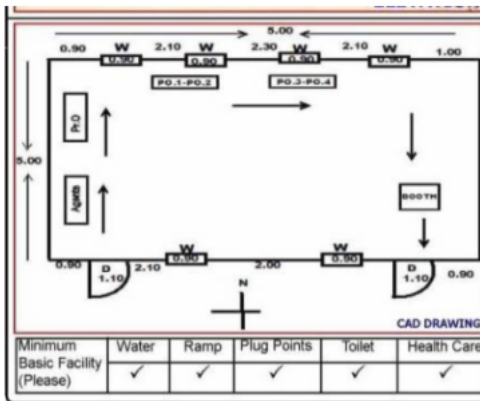 5.00
0.90 W 2.10 W 2.30 W 2.10 W 1.00
0.90 0.90 0.90 0.90
PO.1-PO.2 PO.3-PO.4
Pr.O
5.00
Agents
BOOTH
W W
0.90 0.90
0.90 D 2.10 2.00 D 0.90
1.10 1.10
N
CAD DRAWING
Minimum Basic Facility (Please) Water Ramp Plug Points Toilet Health Care
✓ ✓ ✓ ✓ ✓